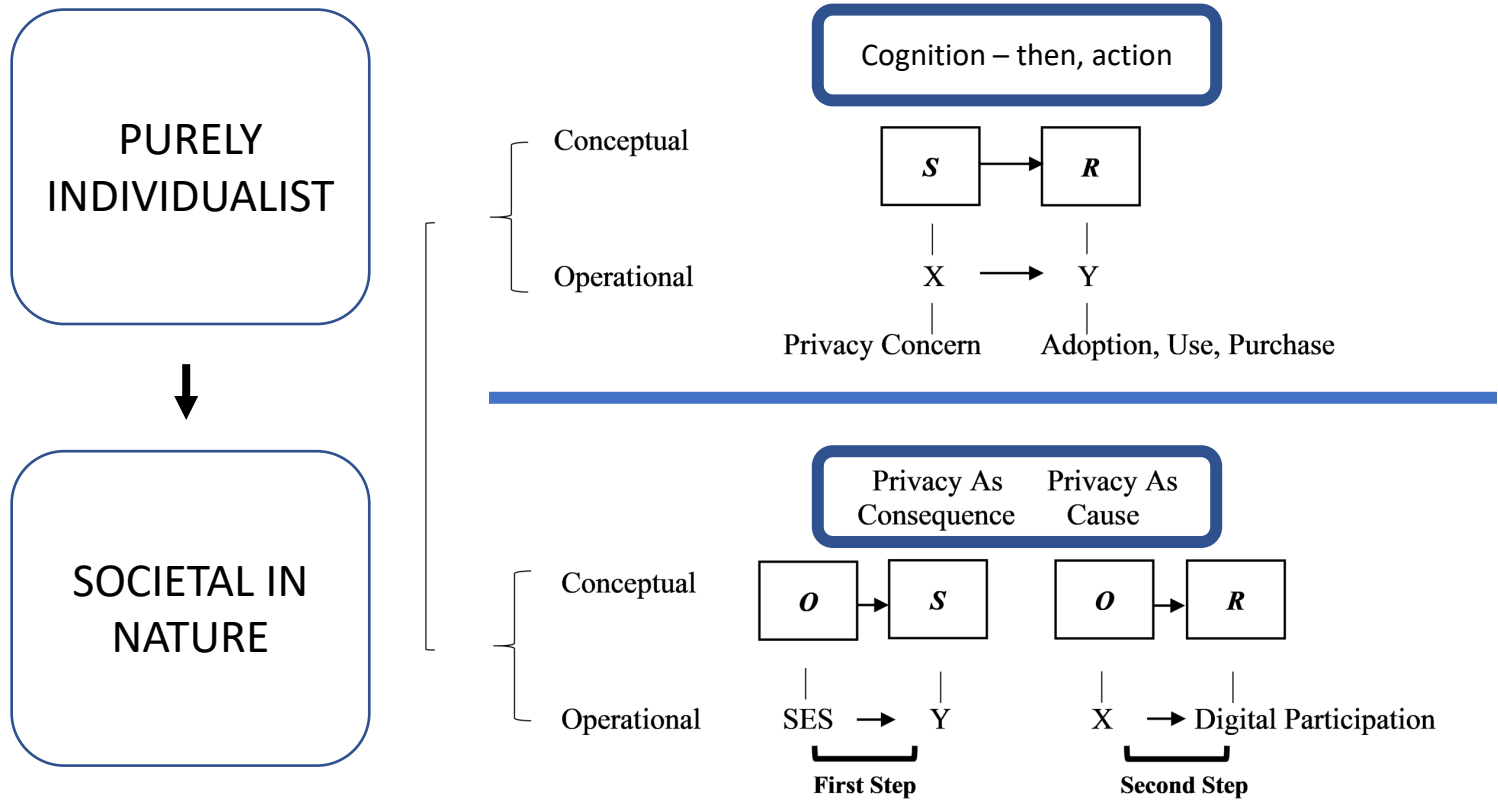 PURELY
INDIVIDUALIST
Cognition – then, action
Conceptual
S
R
Operational
X
Y
Privacy Concern
Adoption, Use, Purchase
SOCIETAL IN
NATURE
Privacy As
Consequence
Privacy As
Cause
Conceptual
O
S
O
R
Operational
SES
Y
X
Digital Participation
First Step
Second Step